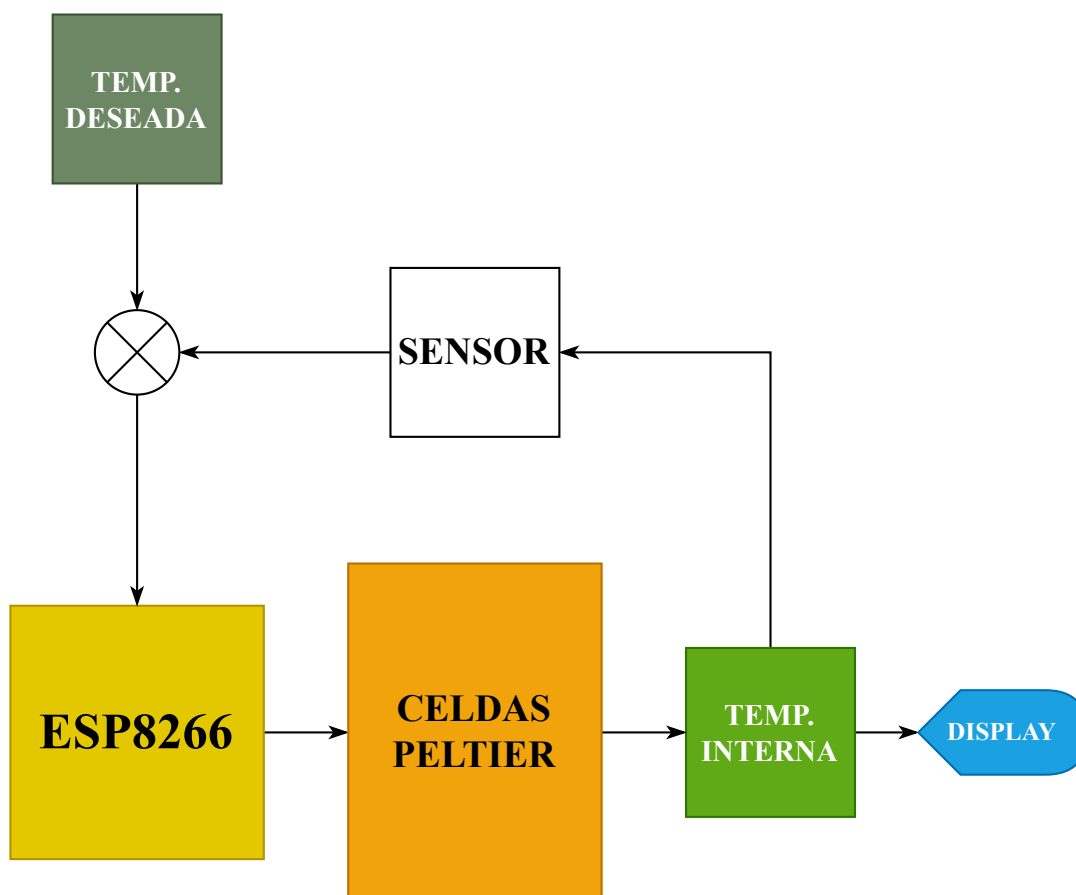 TEMP.
DESEADA
SENSOR
ESP8266
CELDAS
PELTIER
TEMP.
INTERNA
DISPLAY